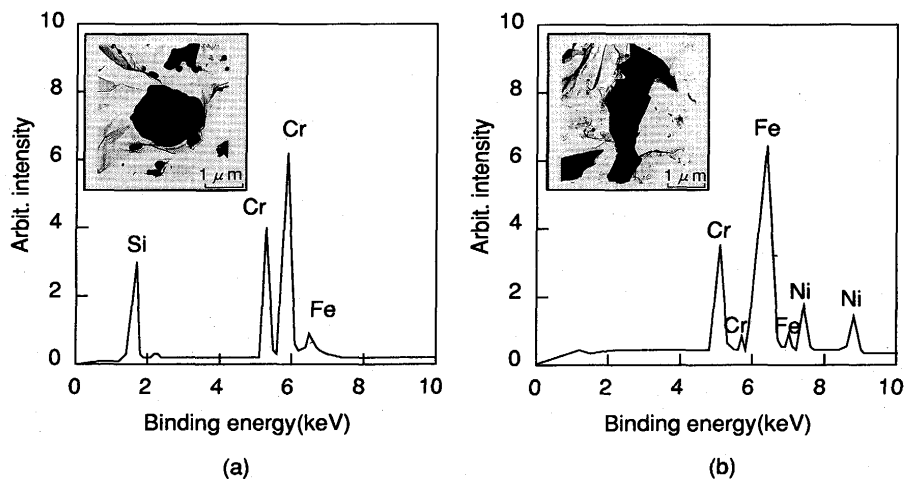 10
8
6
4
2
0
Arbit. intensity
1 μm
Si
Cr
Cr
Fe
0 2 4 6 8 10
Binding energy(keV)
(a)
10
8
6
4
2
0
Arbit. intensity
1 μm
Cr
Cr
Fe
Fe
Ni
Ni
0 2 4 6 8 10
Binding energy(keV)
(b)